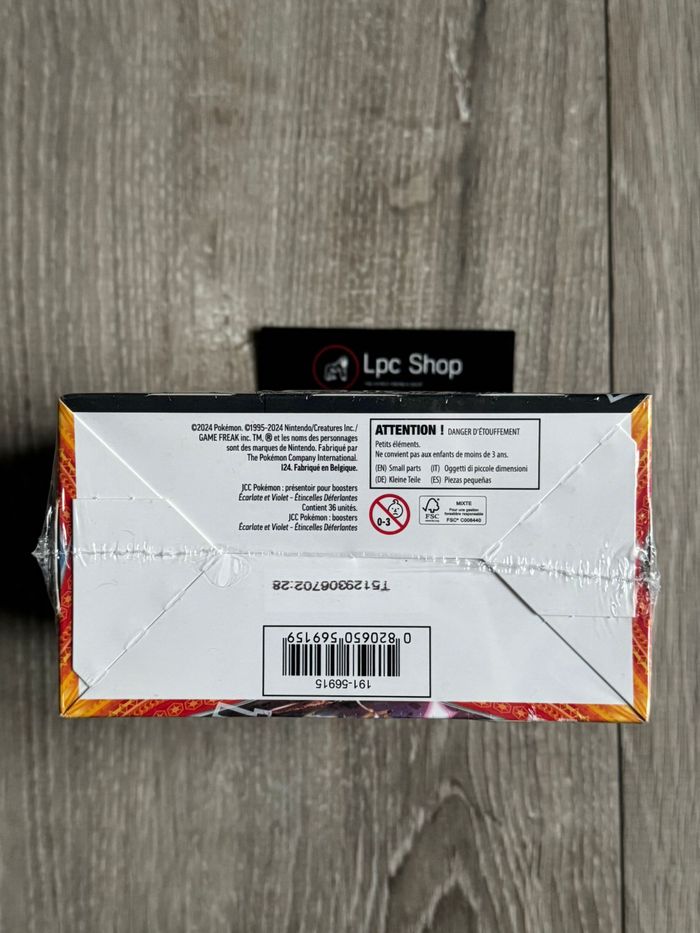 Lpc Shop
©2024 Pokémon. ©1995-2024 Nintendo/Creatures Inc./
GAME FREAK inc. TM, ® et les noms des personnages
sont des marques de Nintendo. Fabriqué par
The Pokémon Company International.
I24. Fabriqué en Belgique.
JCC Pokémon : présentoir pour boosters
Écarlate et Violet – Étincelles Déferlantes
Contient 36 unités.
JCC Pokémon : boosters
Écarlate et Violet – Étincelles Déferlantes
ATTENTION ! DANGER D'ÉTOUFFEMENT
Petits éléments.
Ne convient pas aux enfants de moins de 3 ans.
(EN) Small parts (IT) Oggetti di piccole dimensioni
(DE) Kleine Teile (ES) Piezas pequeñas
0-3
FSC
MIXTE
Pour une gestion
forestière responsable
FSC® C008440
T5129306702:28
0 820650 569159
191-56915